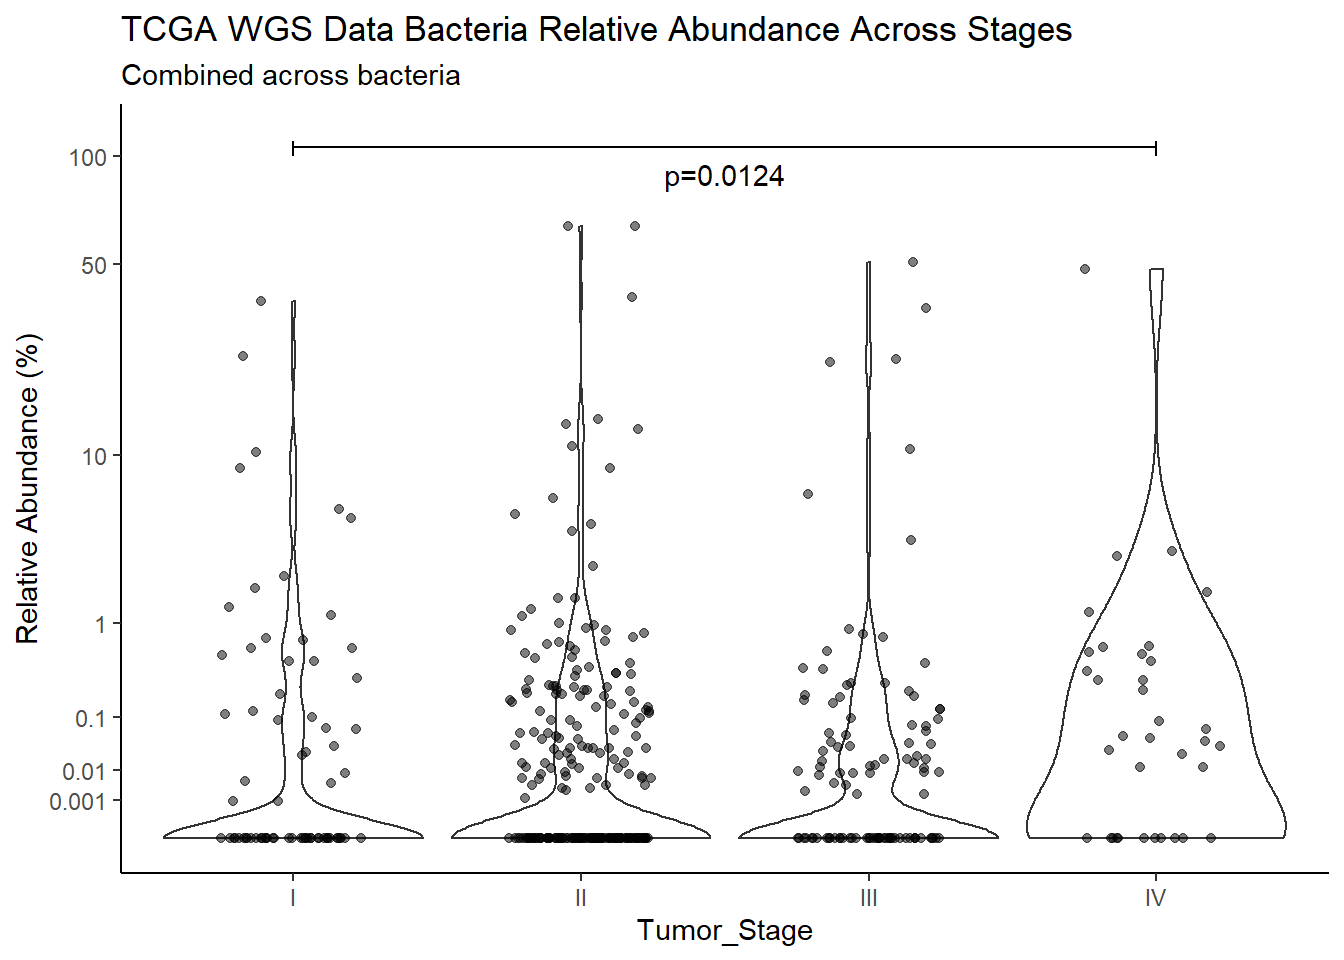 TCGA WGS Data Bacteria Relative Abundance Across Stages
Combined across bacteria
100
p=0.0124
50
10
1
0.1
0.01
0.001
Relative Abundance (%)
I
II
III
IV
Tumor_Stage